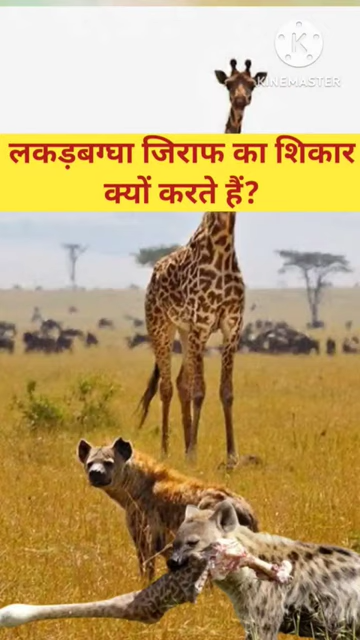 KINEMASTER
लकड़बग्घा जिराफ का शिकार
क्यों करते हैं?